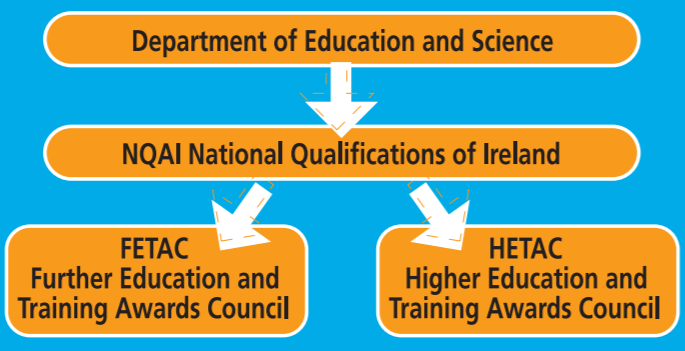 Department of Education and Science
NQAI National Qualifications of Ireland
FETAC
Further Education and
Training Awards Council
HETAC
Higher Education and
Training Awards Council